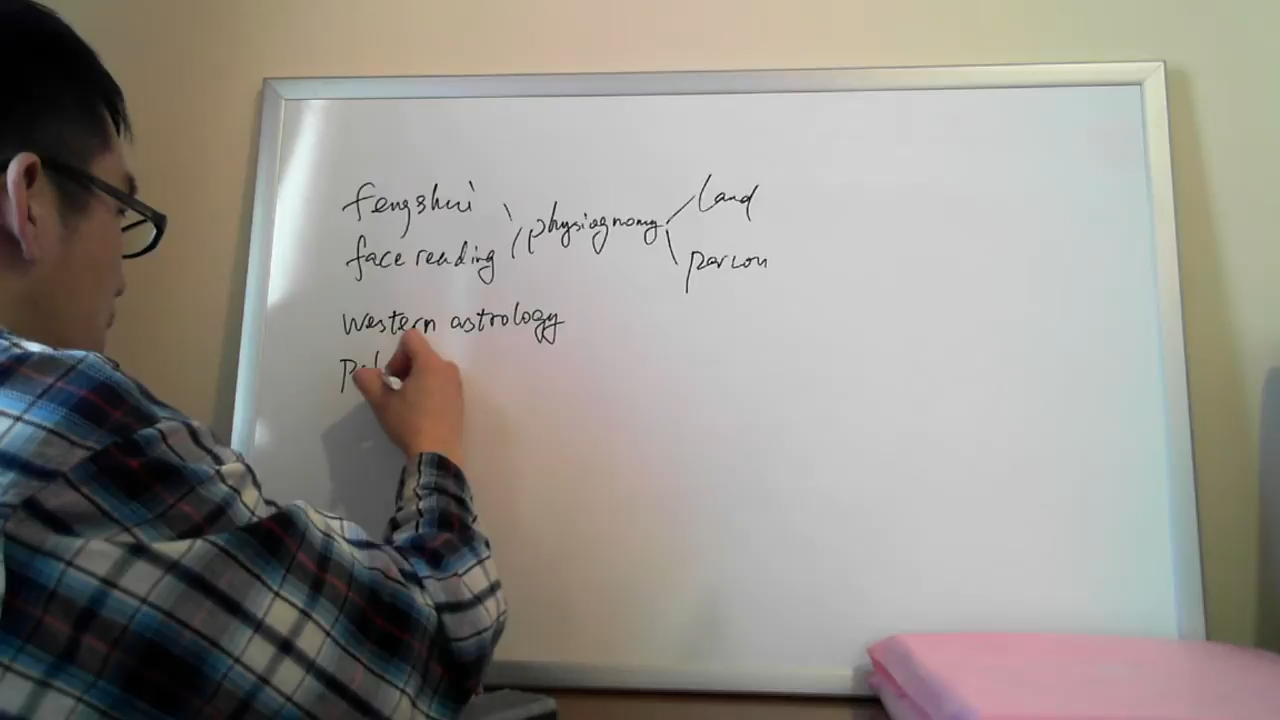 fengshui
face reading
physiognomy
land
person
western astrology